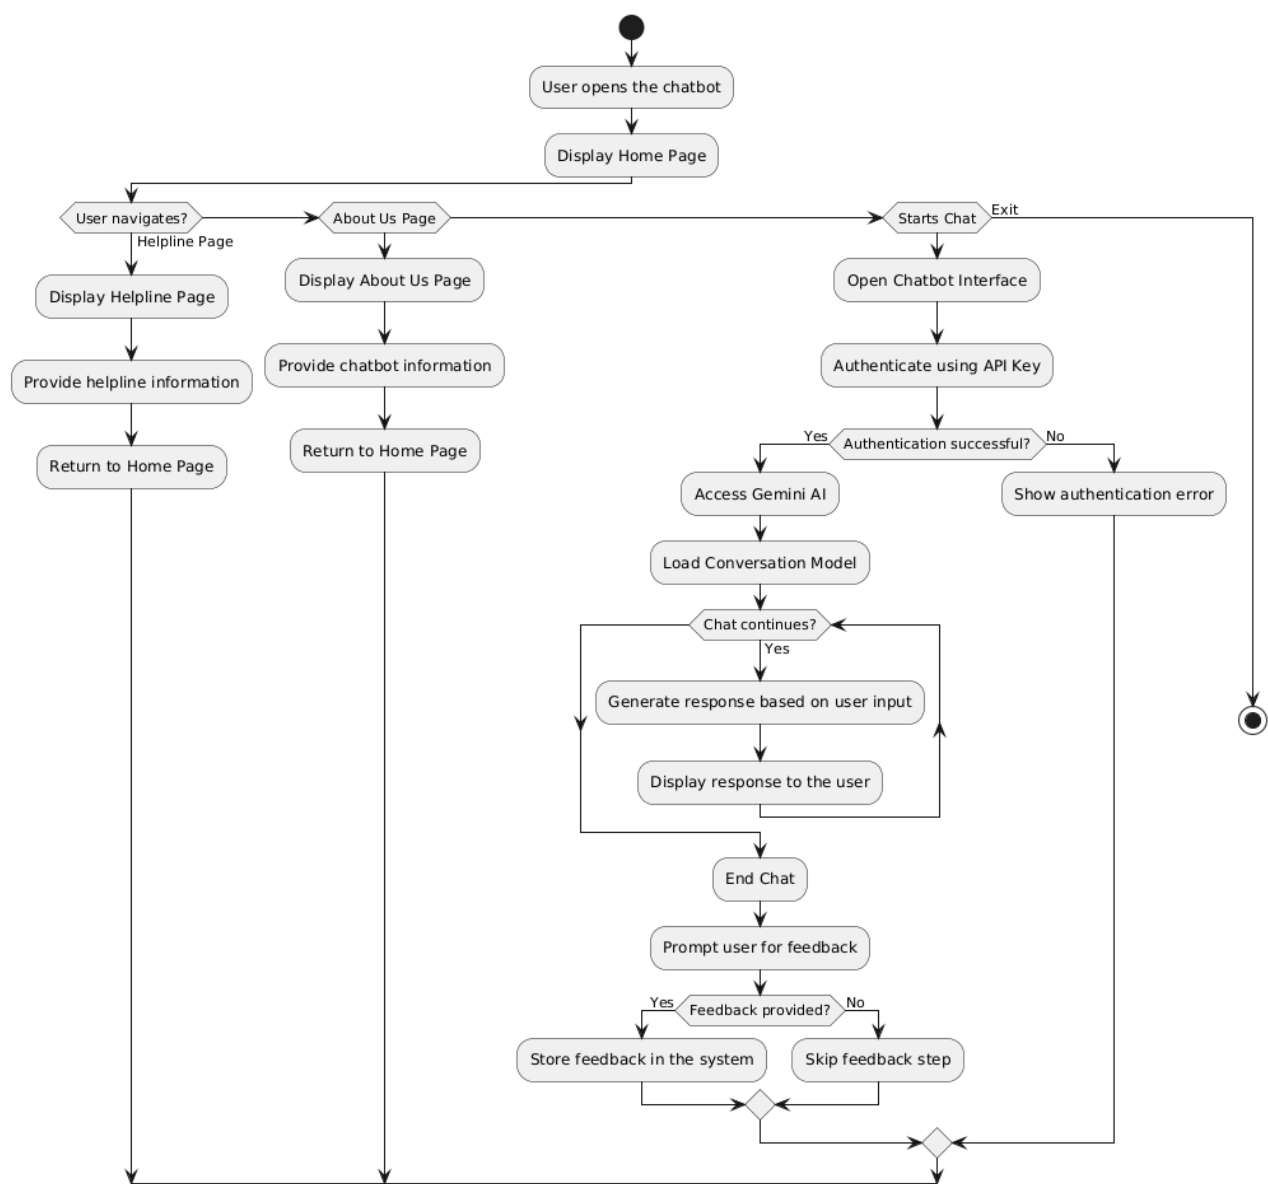 User opens the chatbot
Display Home Page
User navigates?
Helpline Page
Display Helpline Page
Provide helpline information
Return to Home Page
About Us Page
Display About Us Page
Provide chatbot information
Return to Home Page
Starts Chat
Exit
Open Chatbot Interface
Authenticate using API Key
Authentication successful?
Yes
No
Access Gemini AI
Show authentication error
Load Conversation Model
Chat continues?
Yes
Generate response based on user input
Display response to the user
End Chat
Prompt user for feedback
Feedback provided?
Yes
No
Store feedback in the system
Skip feedback step